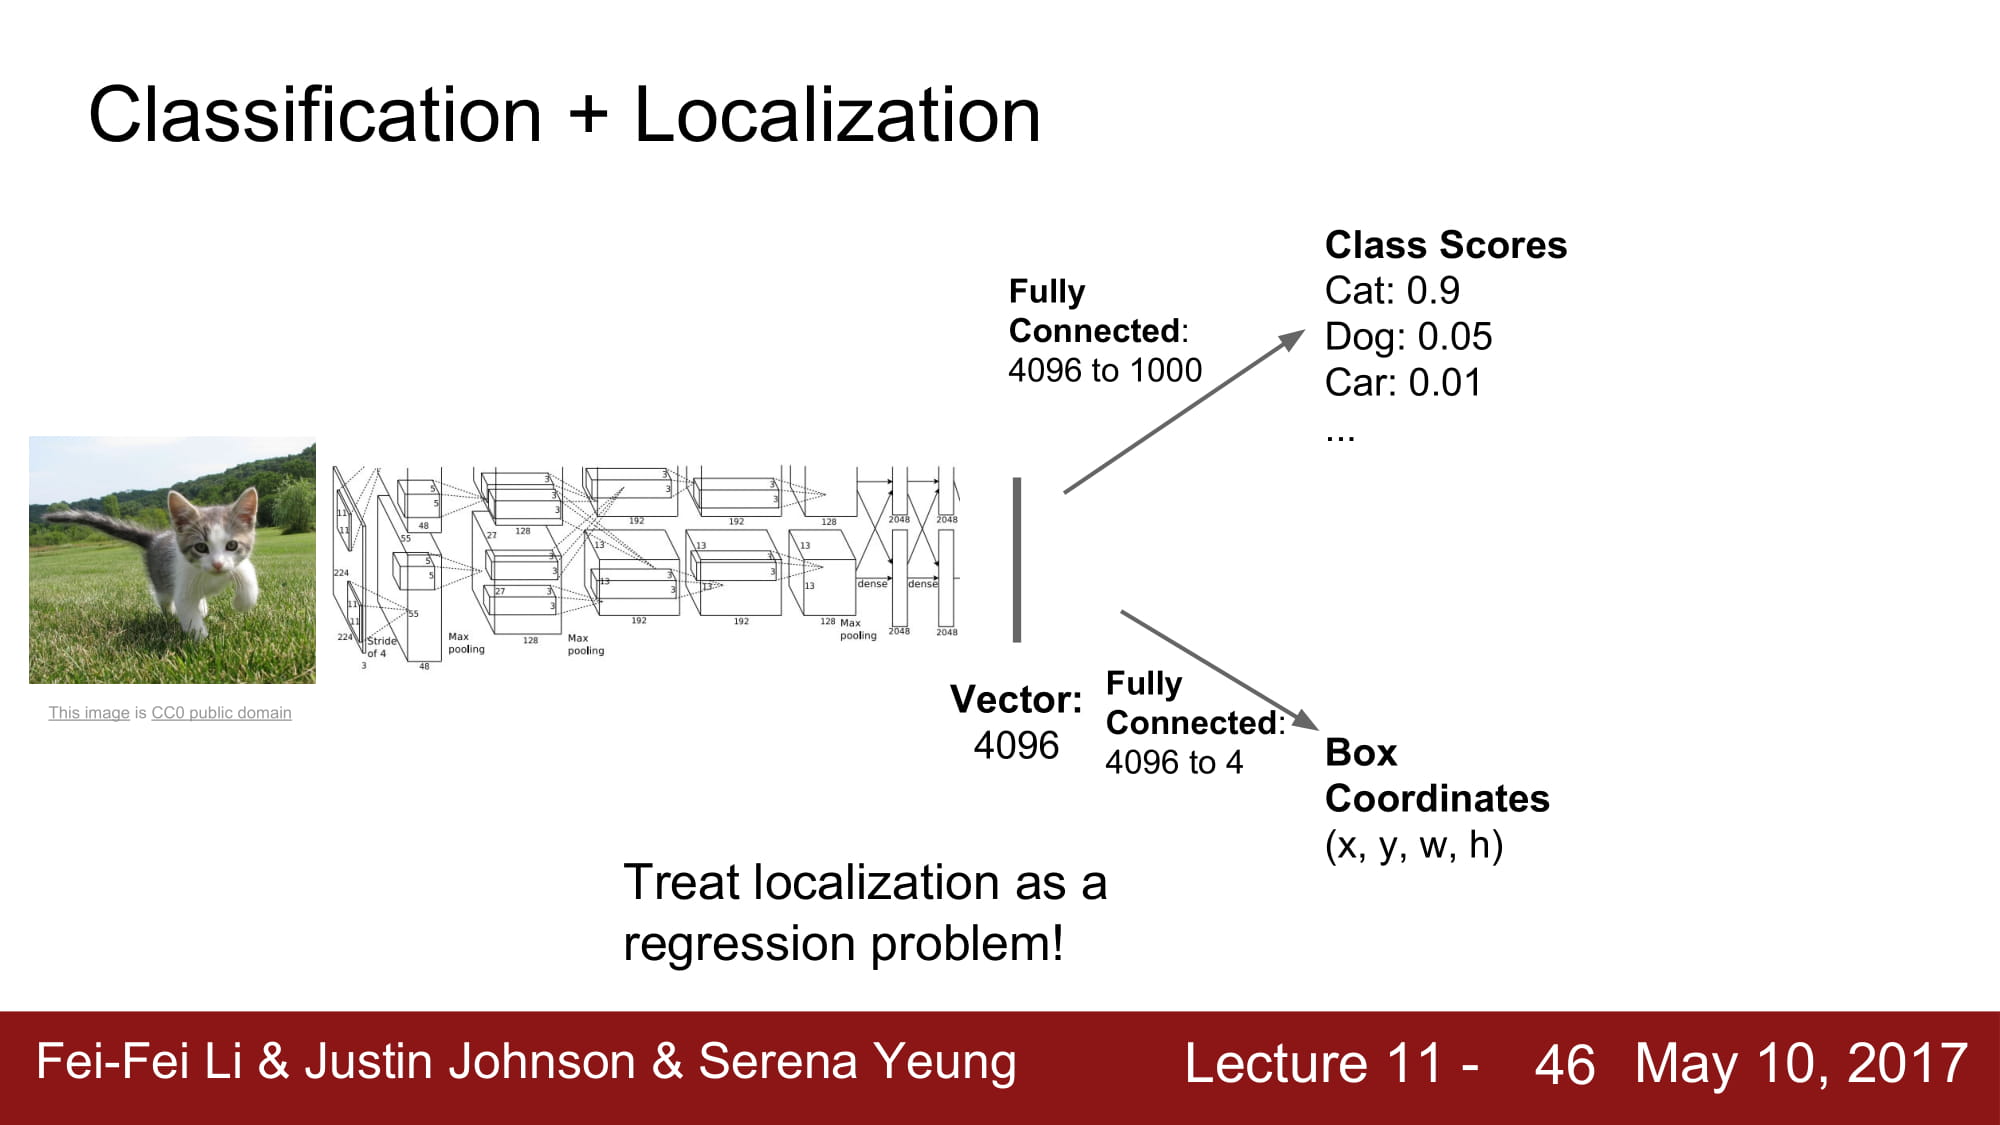 Classification + Localization
Class Scores
Cat: 0.9
Dog: 0.05
Car: 0.01
...
Fully
Connected:
4096 to 1000
11
11
224
11
11
224
3
Stride
of 4
5
5
48
55
5
5
55
48
Max
pooling
3
3
3
27
128
3
3
27
3
3
128
Max
pooling
3
3
192
13
13
3
3
192
3
3
192
13
3
3
13
192
128
13
13
128
Max
pooling
dense
dense
2048
2048
2048
2048
This image is CC0 public domain
Vector:
4096
Fully
Connected:
4096 to 4
Box
Coordinates
(x, y, w, h)
Treat localization as a
regression problem!
Fei-Fei Li & Justin Johnson & Serena Yeung
Lecture 11 - 46 May 10, 2017